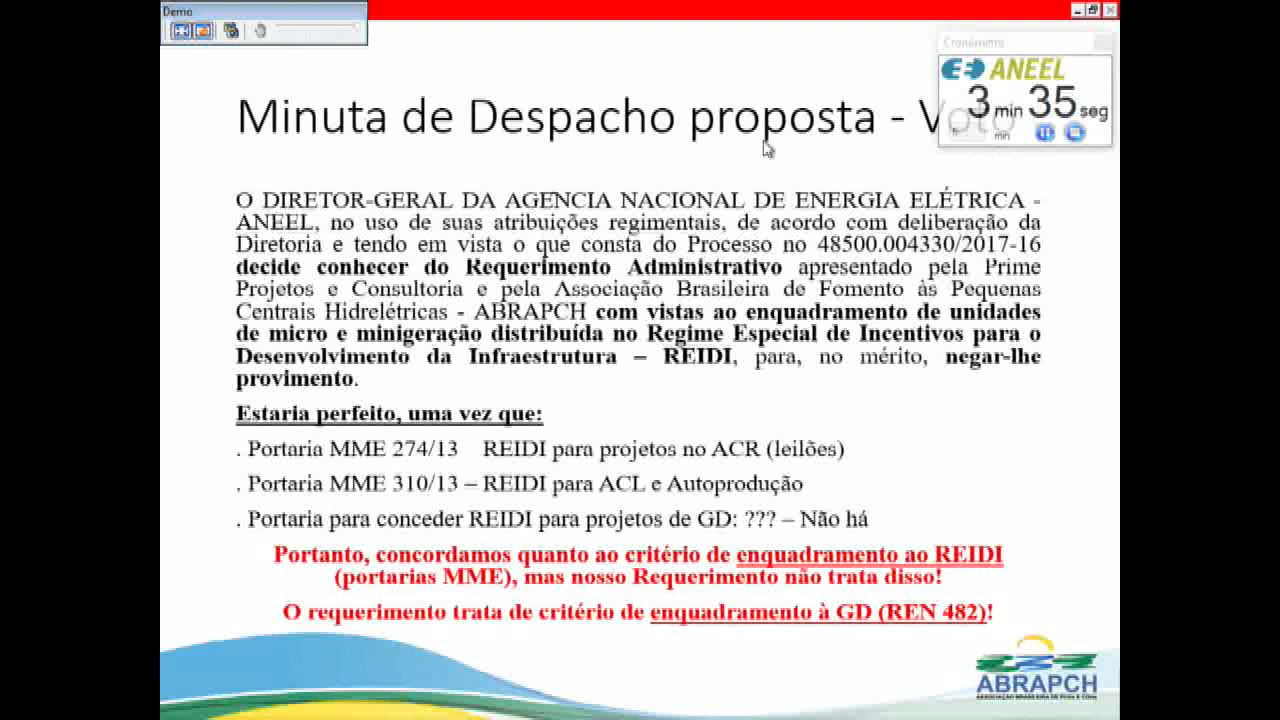 Demo
Cronômetro
ANEEL
3 min 35 seg
min
Minuta de Despacho proposta - Voto
O DIRETOR-GERAL DA AGENCIA NACIONAL DE ENERGIA ELÉTRICA -
ANEEL, no uso de suas atribuições regimentais, de acordo com deliberação da
Diretoria e tendo em vista o que consta do Processo no 48500.004330/2017-16
decide conhecer do Requerimento Administrativo apresentado pela Prime
Projetos e Consultoria e pela Associação Brasileira de Fomento às Pequenas
Centrais Hidrelétricas - ABRAPCH com vistas ao enquadramento de unidades
de micro e minigeração distribuída no Regime Especial de Incentivos para o
Desenvolvimento da Infraestrutura – REIDI, para, no mérito, negar-lhe
provimento.
Estaria perfeito, uma vez que:
. Portaria MME 274/13 REIDI para projetos no ACR (leilões)
. Portaria MME 310/13 – REIDI para ACL e Autoprodução
. Portaria para conceder REIDI para projetos de GD: ??? – Não há
Portanto, concordamos quanto ao critério de enquadramento ao REIDI
(portarias MME), mas nosso Requerimento não trata disso!
O requerimento trata de critério de enquadramento à GD (REN 482)!
ABRAPCH